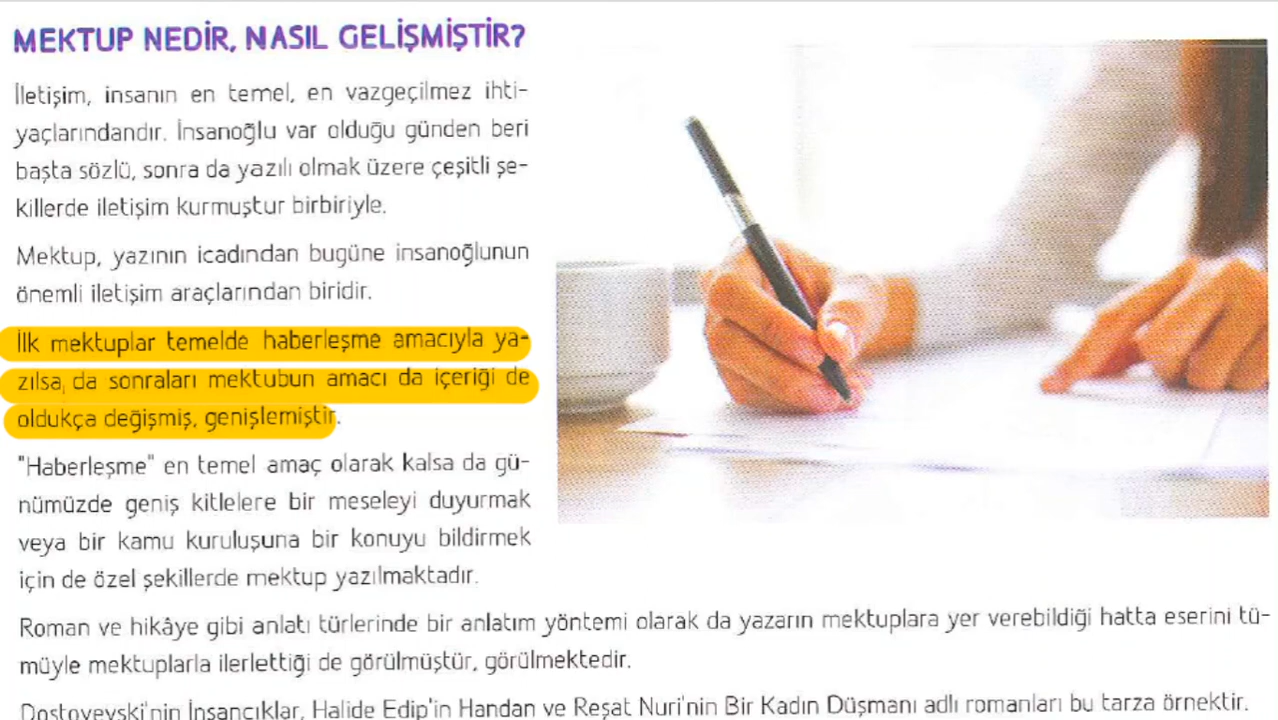 MEKTUP NEDİR, NASIL GELİŞMİŞTİR?
İletişim, insanın en temel, en vazgeçilmez ihti-
yaçlarındandır. İnsanoğlu var olduğu günden beri
başta sözlü, sonra da yazılı olmak üzere çeşitli şe-
killerde iletişim kurmuştur birbiriyle.
Mektup, yazının icadından bugüne insanoğlunun
önemli iletişim araçlarından biridir.
İlk mektuplar temelde haberleşme amacıyla ya-
zılsa da sonraları mektubun amacı da içeriği de
oldukça değişmiş, genişlemiştir.
"Haberleşme" en temel amaç olarak kalsa da gü-
nümüzde geniş kitlelere bir meseleyi duyurmak
veya bir kamu kuruluşuna bir konuyu bildirmek
için de özel şekillerde mektup yazılmaktadır.
Roman ve hikâye gibi anlatı türlerinde bir anlatım yöntemi olarak da yazarın mektuplara yer verebildiği hatta eserini tü-
müyle mektuplarla ilerlettiği de görülmüştür, görülmektedir.
Dostoyevski'nin İnsancıklar, Halide Edip'in Handan ve Reşat Nuri'nin Bir Kadın Düşmanı adlı romanları bu tarza örnektir.